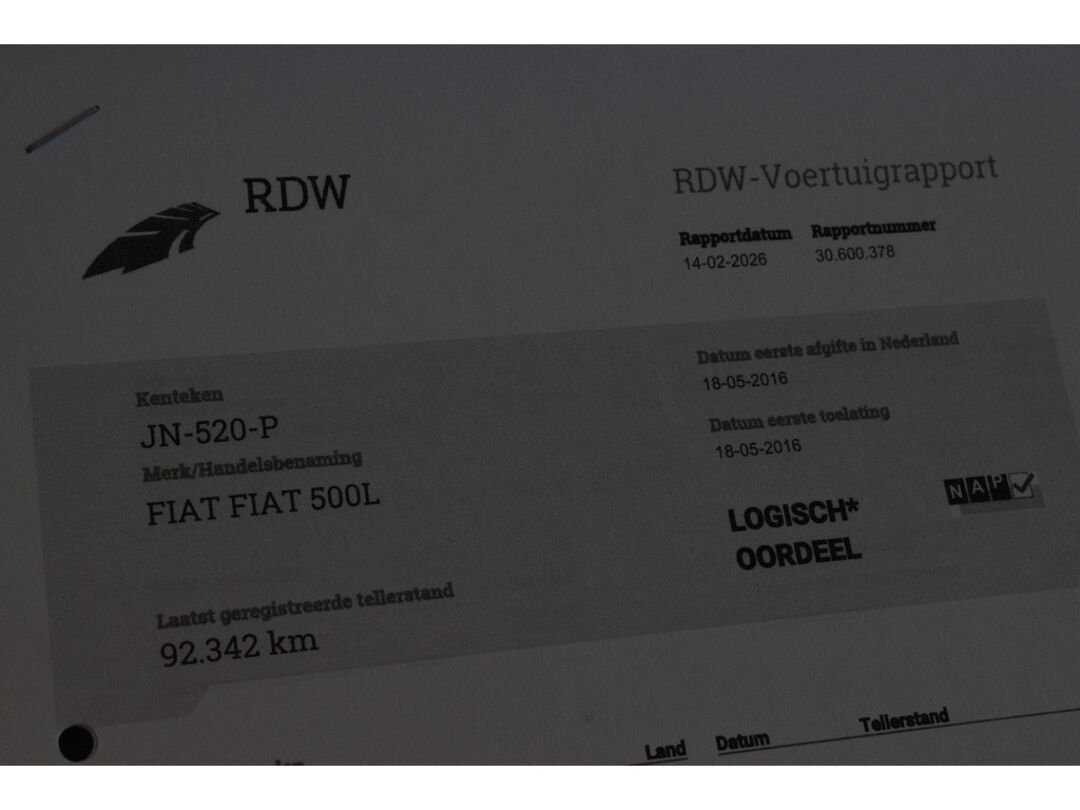 RDW
RDW-Voertuigrapport
Rapportdatum Rapportnummer
14-02-2026 30.600.378
Kenteken
JN-520-P
Merk/Handelsbenaming
FIAT FIAT 500L
Laatst geregistreerde tellerstand
92.342 km
Datum eerste afgifte in Nederland
18-05-2016
Datum eerste toelating
18-05-2016
LOGISCH*
OORDEEL
NAP
Land Datum Tellerstand